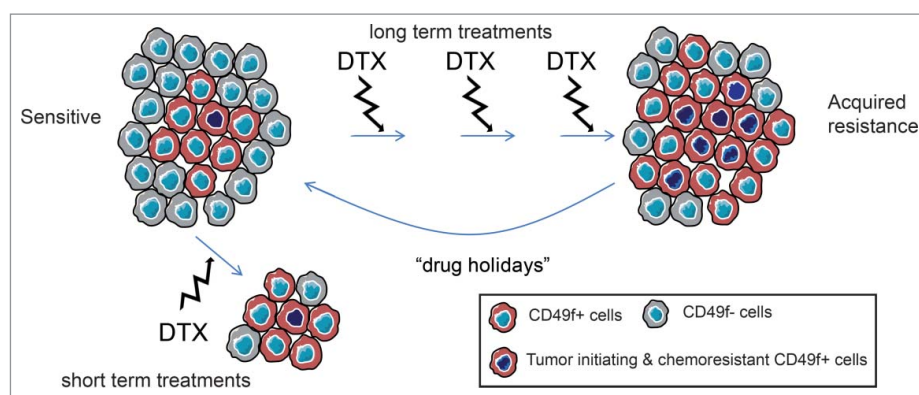 long term treatments
DTX
DTX
DTX
Sensitive
Acquired
resistance
“drug holidays”
DTX
short term treatments
CD49f+ cells
CD49f- cells
Tumor initiating & chemoresistant CD49f+ cells